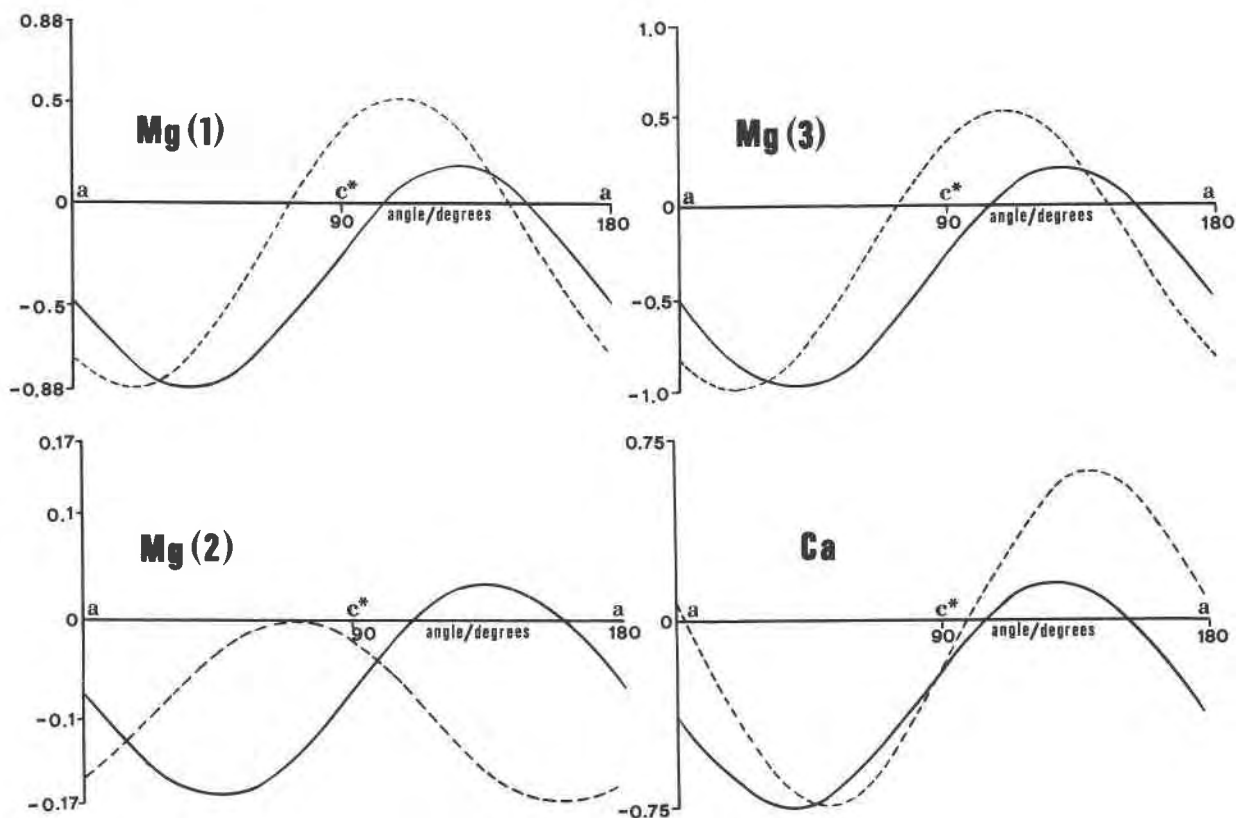 0.88
0.5
0
-0.5
-0.88
Mg(1)
a
c*
a
90
angle/degrees
180
1.0
0.5
0
-0.5
-1.0
Mg(3)
c*
a
90
angle/degrees
180
0.17
0.1
0
-0.1
-0.17
Mg(2)
a
c*
a
90
angle/degrees
180
0.75
0
-0.75
Ca
a
c*
a
90
angle/degrees
180